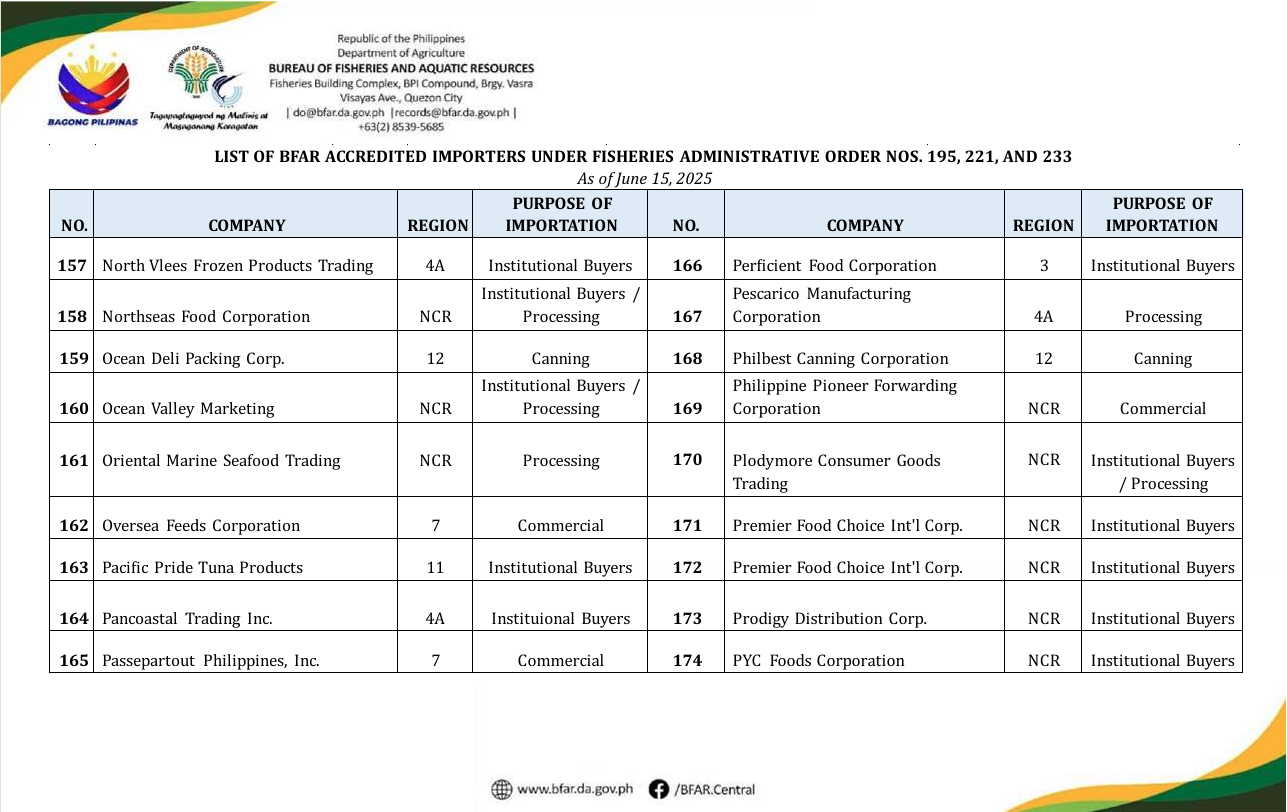 Republic of the Philippines
Department of Agriculture
BUREAU OF FISHERIES AND AQUATIC RESOURCES
Fisheries Building Complex, BPI Compound, Brgy. Vasra
Visayas Ave., Quezon City
| do@bfar.da.gov.ph |records@bfar.da.gov.ph |
+63(2) 8539-5685
BAGONG PILIPINAS
DEPARTMENT OF AGRICULTURE
Tagapagtaguyod ng Malinis at
Masaganang Karagatan
LIST OF BFAR ACCREDITED IMPORTERS UNDER FISHERIES ADMINISTRATIVE ORDER NOS. 195, 221, AND 233
As of June 15, 2025
NO. COMPANY REGION PURPOSE OF IMPORTATION NO. COMPANY REGION PURPOSE OF IMPORTATION
157 North Vlees Frozen Products Trading 4A Institutional Buyers 166 Perficient Food Corporation 3 Institutional Buyers
158 Northseas Food Corporation NCR Institutional Buyers / Processing 167 Pescarico Manufacturing Corporation 4A Processing
159 Ocean Deli Packing Corp. 12 Canning 168 Philbest Canning Corporation 12 Canning
160 Ocean Valley Marketing NCR Institutional Buyers / Processing 169 Philippine Pioneer Forwarding Corporation NCR Commercial
161 Oriental Marine Seafood Trading NCR Processing 170 Plodymore Consumer Goods Trading NCR Institutional Buyers / Processing
162 Oversea Feeds Corporation 7 Commercial 171 Premier Food Choice Int'l Corp. NCR Institutional Buyers
163 Pacific Pride Tuna Products 11 Institutional Buyers 172 Premier Food Choice Int'l Corp. NCR Institutional Buyers
164 Pancoastal Trading Inc. 4A Instituional Buyers 173 Prodigy Distribution Corp. NCR Institutional Buyers
165 Passepartout Philippines, Inc. 7 Commercial 174 PYC Foods Corporation NCR Institutional Buyers
www.bfar.da.gov.ph /BFAR.Central